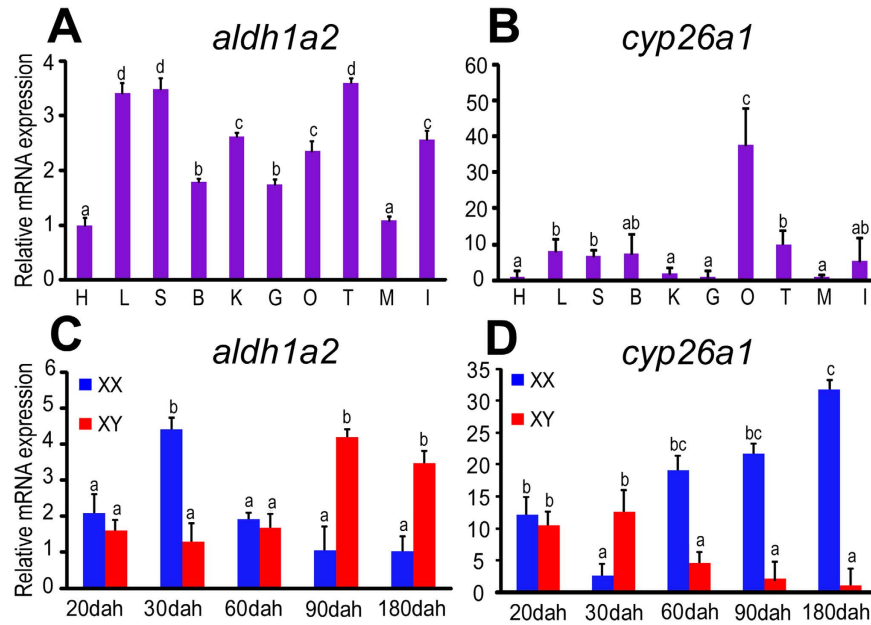 A
aldh1a2
Relative mRNA expression
4
3
2
1
0
a
d
d
b
c
b
c
d
a
c
H L S B K G O T M I
B
cyp26a1
60
50
40
30
20
10
0
a
b
b
ab
a
a
c
b
a
ab
H L S B K G O T M I
C
aldh1a2
Relative mRNA expression
6
5
4
3
2
1
0
XX
XY
a a
b a
a a
a b
a b
20dah 30dah 60dah 90dah 180dah
D
cyp26a1
35
30
25
20
15
10
5
0
XX
XY
b b
a b
bc a
bc a
c a
20dah 30dah 60dah 90dah 180dah